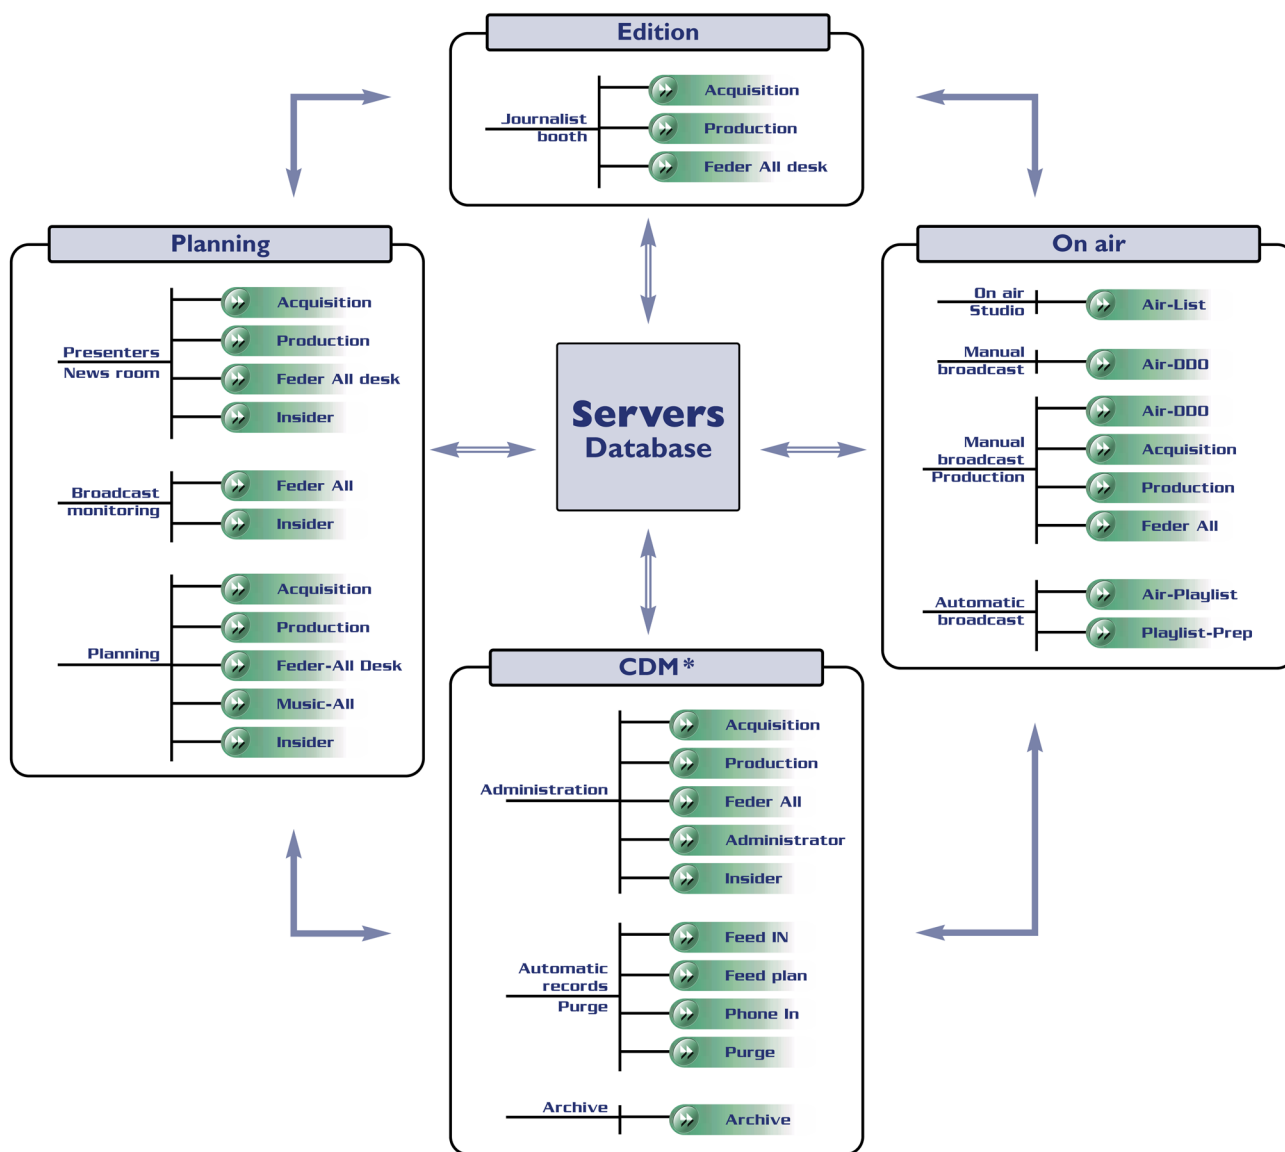 Edition
Journalist
booth
Acquisition
Production
Feder All desk
Planning
Presenters
News room
Acquisition
Production
Feder All desk
Insider
Broadcast
monitoring
Feder All
Insider
Planning
Acquisition
Production
Feder-All Desk
Music-All
Insider
Servers
Database
On air
On air
Studio
Air-List
Manual
broadcast
Air-DDO
Manual
broadcast
Production
Air-DDO
Acquisition
Production
Feder All
Automatic
broadcast
Air-Playlist
Playlist-Prep
CDM*
Administration
Acquisition
Production
Feder All
Administrator
Insider
Automatic
records
Purge
Feed IN
Feed plan
Phone In
Purge
Archive
Archive